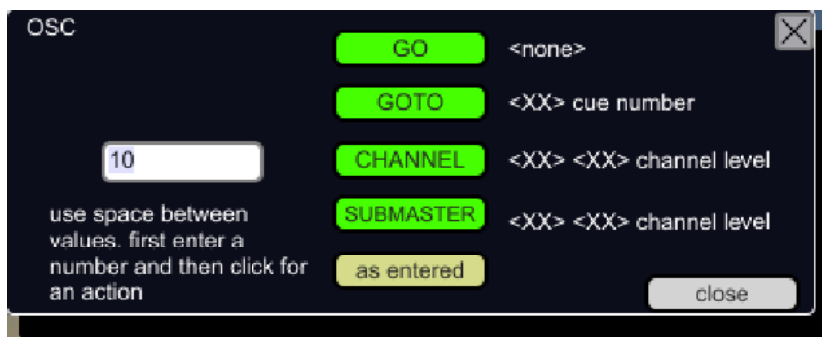 OSC
GO <none>
GOTO <XX> cue number
10
CHANNEL <XX> <XX> channel level
SUBMASTER <XX> <XX> channel level
use space between
values. first enter a
number and then click for
an action
as entered
close